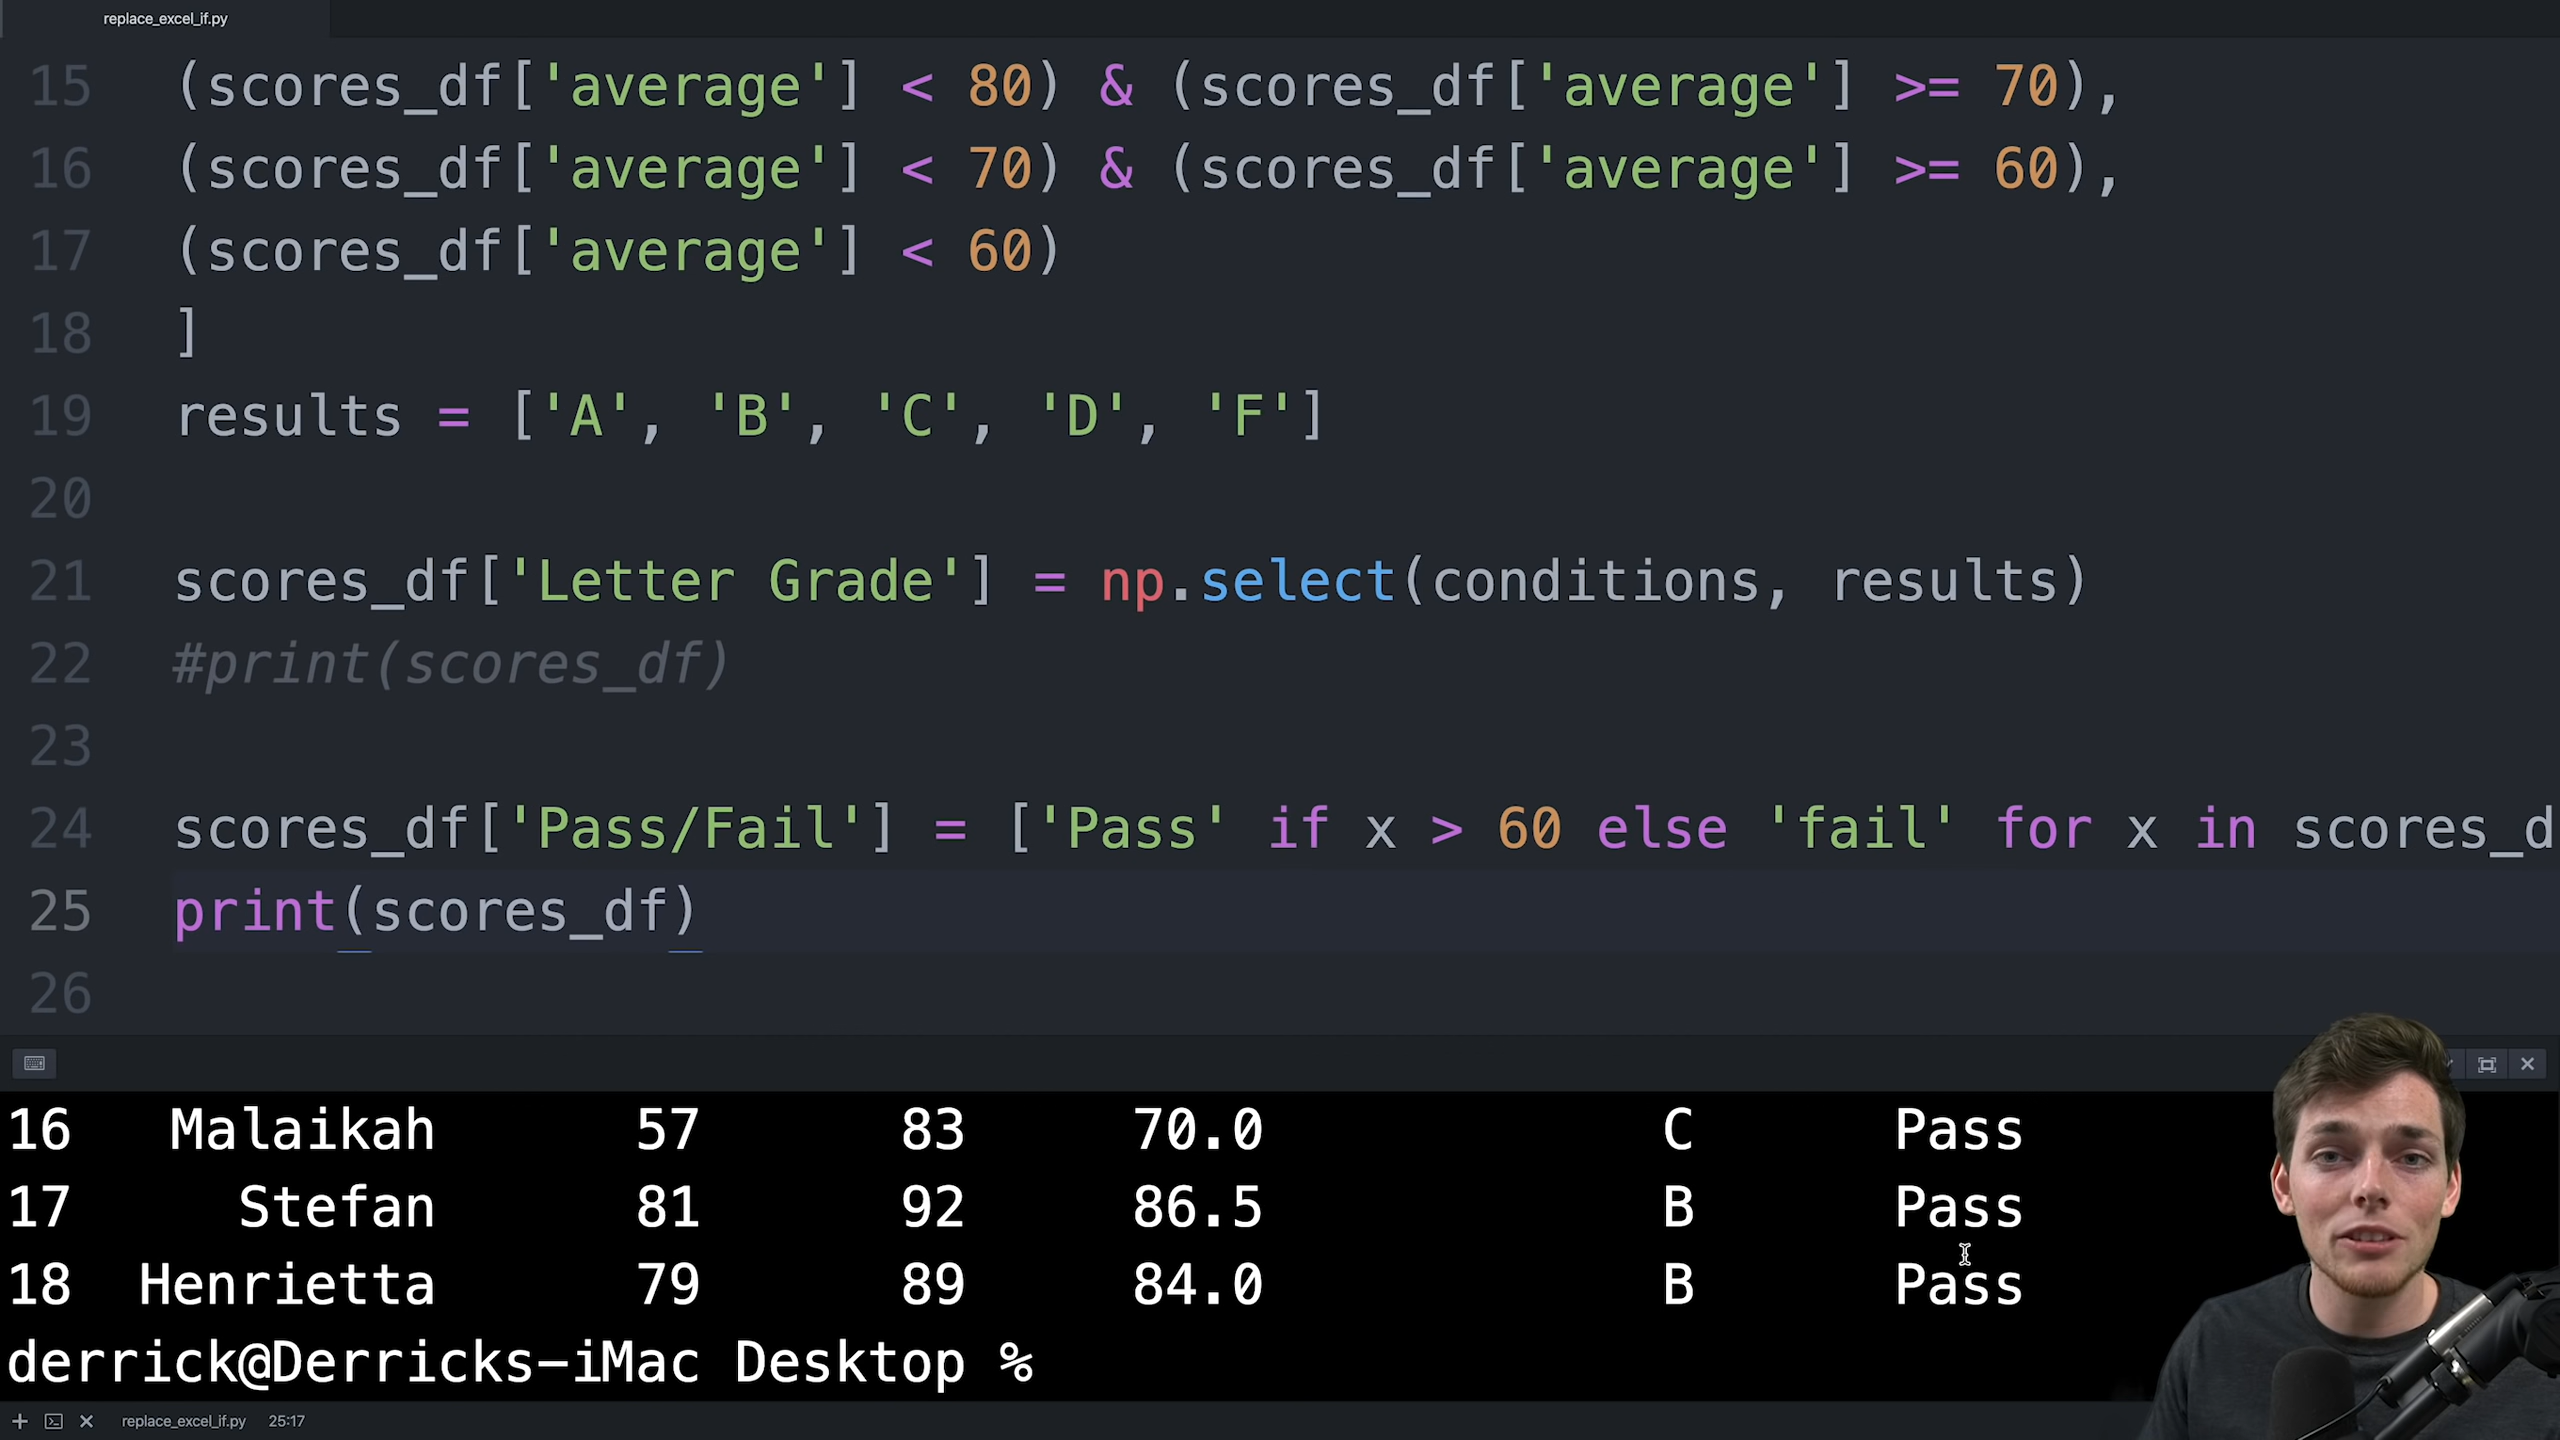 replace_excel_if.py
15 (scores_df['average'] < 80) & (scores_df['average'] >= 70),
16 (scores_df['average'] < 70) & (scores_df['average'] >= 60),
17 (scores_df['average'] < 60)
18 ]
19 results = ['A', 'B', 'C', 'D', 'F']
20
21 scores_df['Letter Grade'] = np.select(conditions, results)
22 #print(scores_df)
23
24 scores_df['Pass/Fail'] = ['Pass' if x > 60 else 'fail' for x in scores_d
25 print(scores_df)
26
16 Malaikah 57 83 70.0 C Pass
17 Stefan 81 92 86.5 B Pass
18 Henrietta 79 89 84.0 B Pass
derrick@Derricks-iMac Desktop %
replace_excel_if.py 25:17